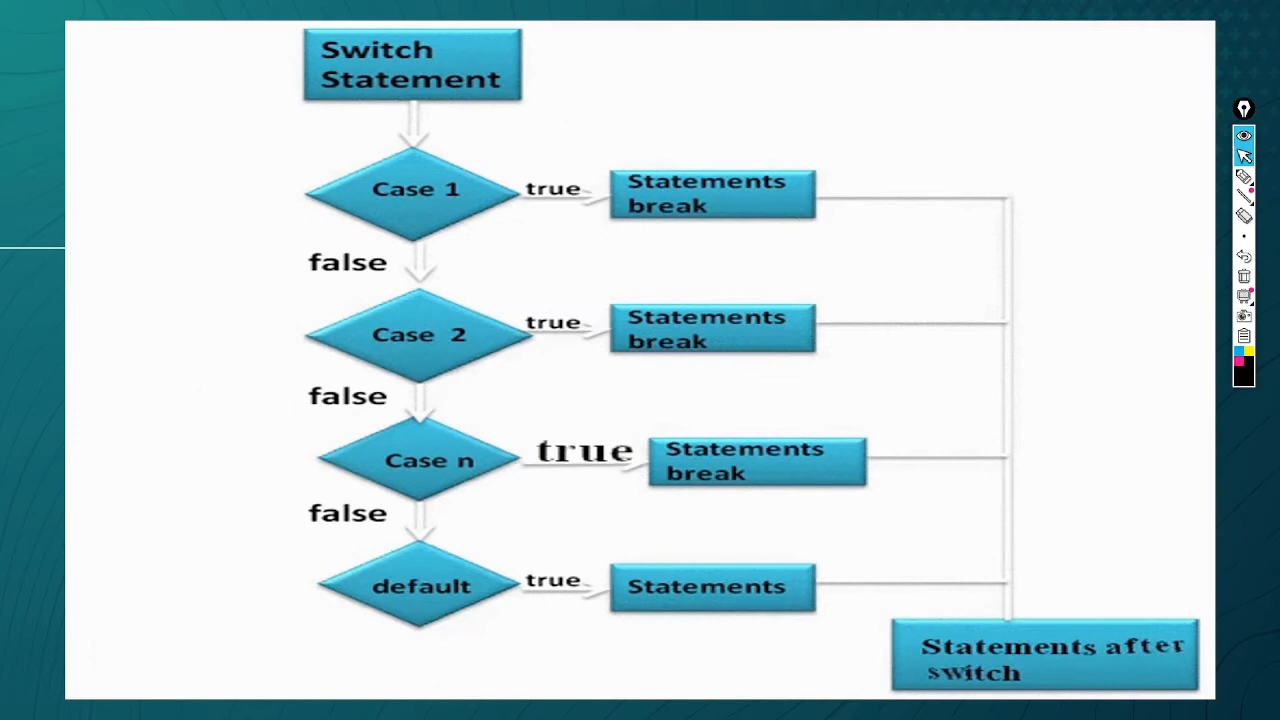 Switch
Statement
Case 1
true
Statements
break
false
Case 2
true
Statements
break
false
Case n
true
Statements
break
false
default
true
Statements
Statements after
switch